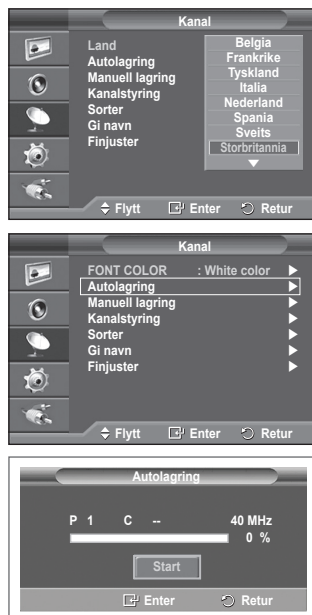 Kanal
Land
Autolagring
Manuell lagring
Kanalstyring
Sorter
Gi navn
Finjuster
Belgia
Frankrike
Tyskland
Italia
Nederland
Spania
Sveits
Storbritannia
Flytt Enter Retur
Kanal
FONT COLOR : White color
Autolagring
Manuell lagring
Kanalstyring
Sorter
Gi navn
Finjuster
Flytt Enter Retur
Autolagring
P 1 C -- 40 MHz
0 %
Start
Enter Retur